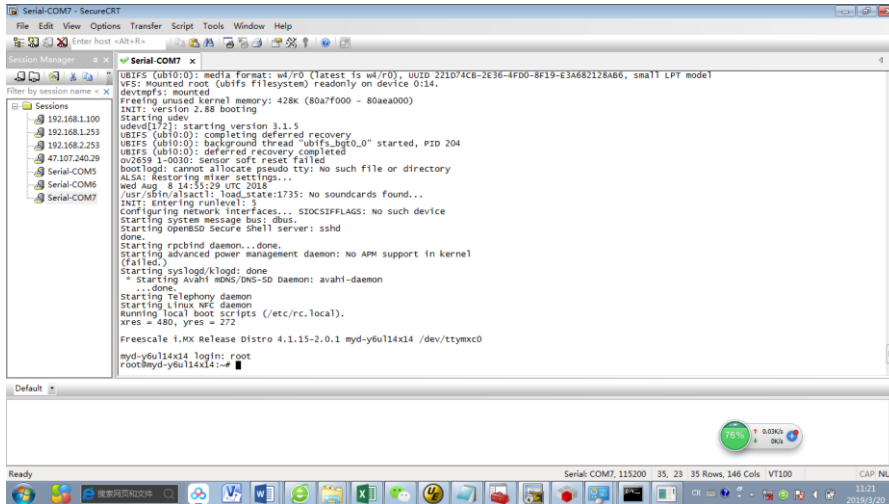 Serial-COM7 - SecureCRT
File Edit View Options Transfer Script Tools Window Help
Enter host <Alt+R>
Session Manager
Serial-COM7
Filter by session name <
Sessions
192.168.1.100
192.168.1.253
192.168.2.253
47.107.240.29
Serial-COM5
Serial-COM6
Serial-COM7
UBIFS (ubi0:0): media format: w4/r0 (latest is w4/r0), UUID 221D74CB-2E36-4FD0-8F19-E3A682128AB6, small LPT model
VFS: Mounted root (ubifs filesystem) readonly on device 0:14.
devtmpfs: mounted
Freeing unused kernel memory: 428K (80a7f000 - 80aea000)
INIT: version 2.88 booting
Starting udev
udevd[172]: starting version 3.1.5
UBIFS (ubi0:0): completing deferred recovery
UBIFS (ubi0:0): background thread "ubifs_bgt0_0" started, PID 204
UBIFS (ubi0:0): deferred recovery completed
ov2659 1-0030: Sensor soft reset failed
bootlogd: cannot allocate pseudo tty: No such file or directory
ALSA: Restoring mixer settings...
Wed Aug  8 14:55:29 UTC 2018
/usr/sbin/alsactl: load_state:1735: No soundcards found...
INIT: Entering runlevel: 5
Configuring network interfaces... SIOCSIFFLAGS: No such device
Starting system message bus: dbus.
Starting OpenBSD Secure Shell server: sshd
done.
Starting rpcbind daemon...done.
Starting advanced power management daemon: No APM support in kernel
(failed.)
Starting syslogd/klogd: done
* Starting Avahi mDNS/DNS-SD Daemon: avahi-daemon
...done.
Starting Telephony daemon
Starting Linux NFC daemon
Running local boot scripts (/etc/rc.local).
xres = 480, yres = 272
Freescale i.MX Release Distro 4.1.15-2.0.1 myd-y6ul14x14 /dev/ttymxc0
myd-y6ul14x14 login: root
root@myd-y6ul14x14:~#
Default
76%
0.03K/s
0K/s
Ready
Serial: COM7, 115200 35, 23 35 Rows, 146 Cols VT100 CAP NU
搜索网页和文件
CH
11:21
2019/3/20